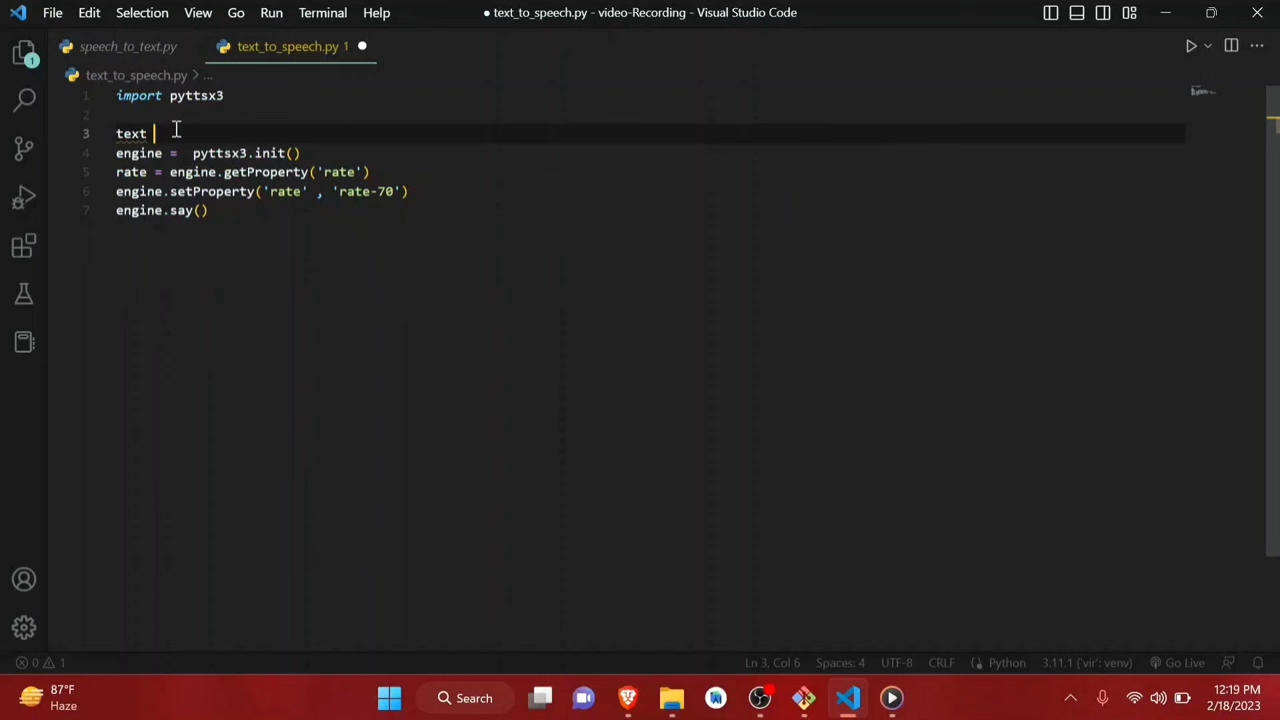 File Edit Selection View Go Run Terminal Help
● text_to_speech.py - video-Recording - Visual Studio Code
speech_to_text.py
text_to_speech.py 1 ●
text_to_speech.py > ...
1 import pyttsx3
2
3 text
4 engine =  pyttsx3.init()
5 rate = engine.getProperty('rate')
6 engine.setProperty('rate' , 'rate-70')
7 engine.say()
1
0 1
Ln 3, Col 6 Spaces: 4 UTF-8 CRLF Python 3.11.1 ('vir': venv) Go Live
87°F
Haze
Search
12:19 PM
2/18/2023